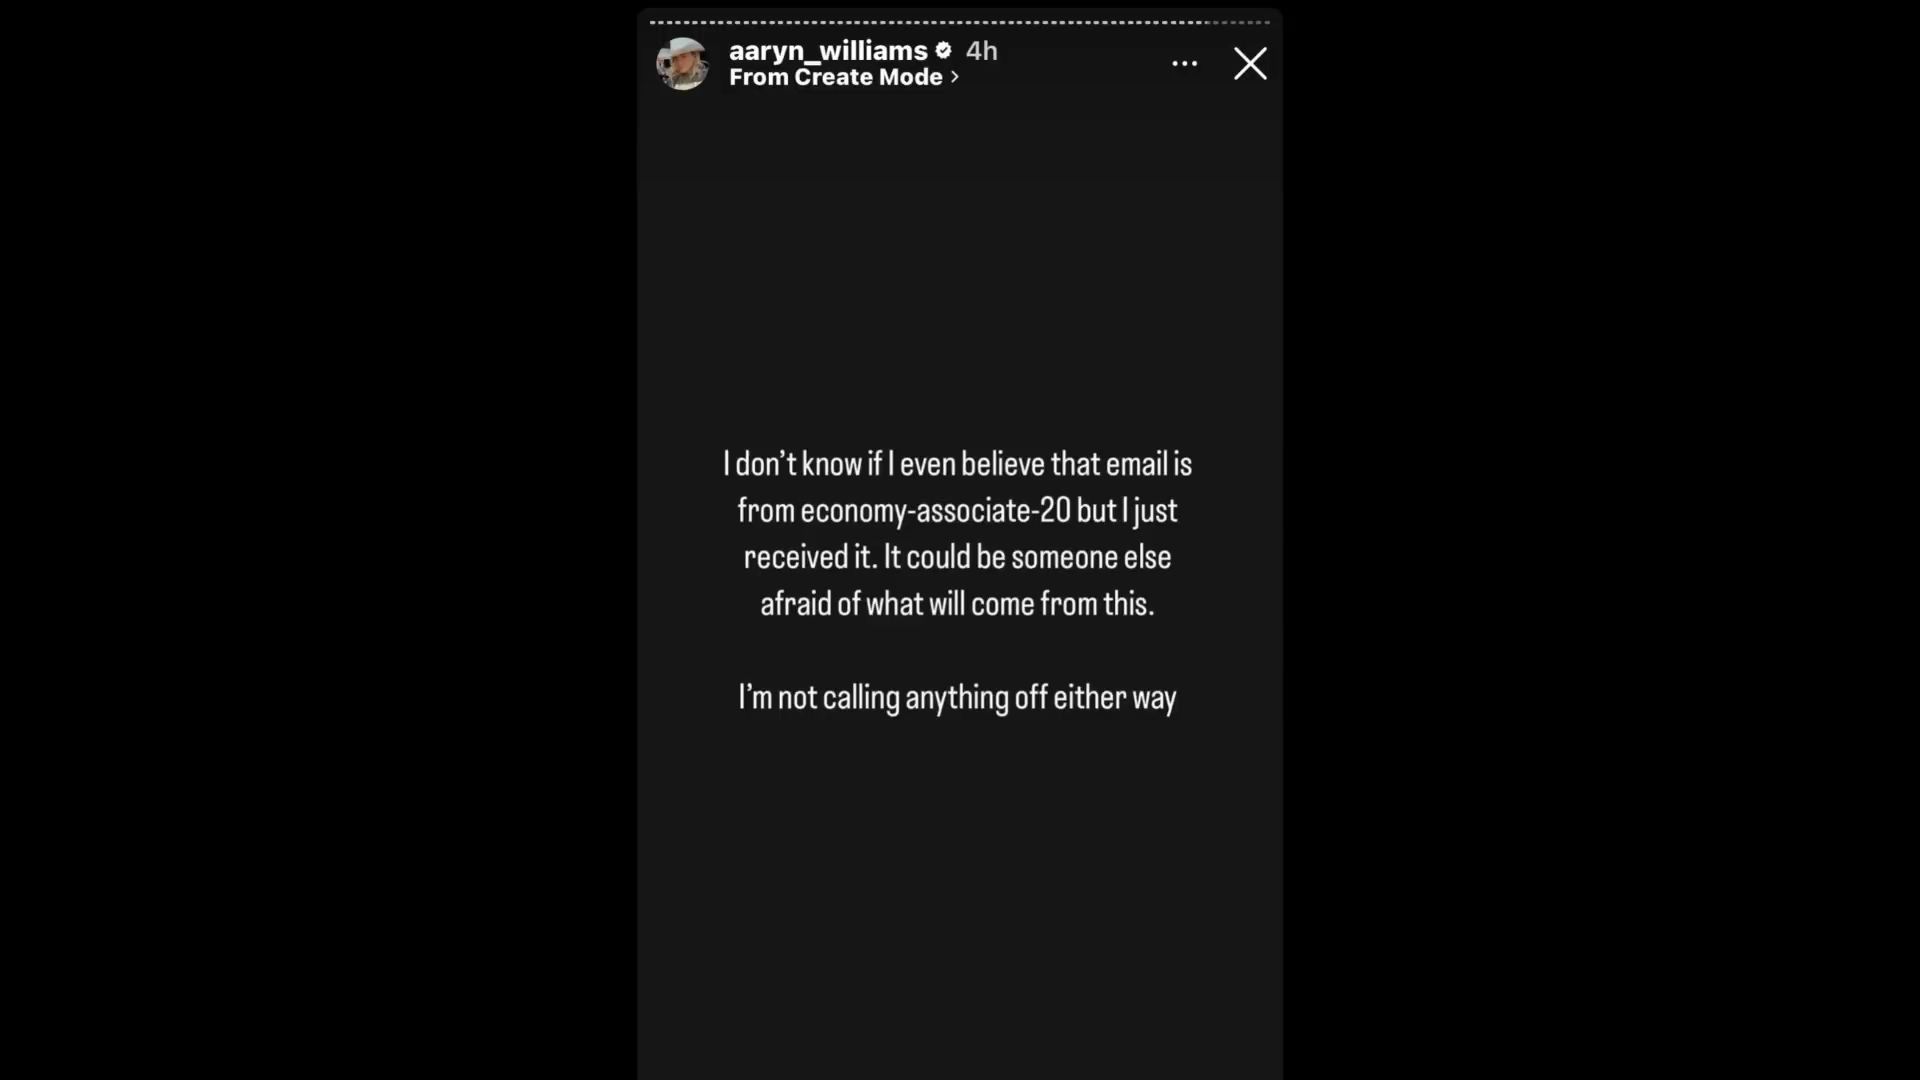 aaryn_williams 4h
From Create Mode
I don't know if I even believe that email is
from economy-associate-20 but I just
received it. It could be someone else
afraid of what will come from this.
I'm not calling anything off either way